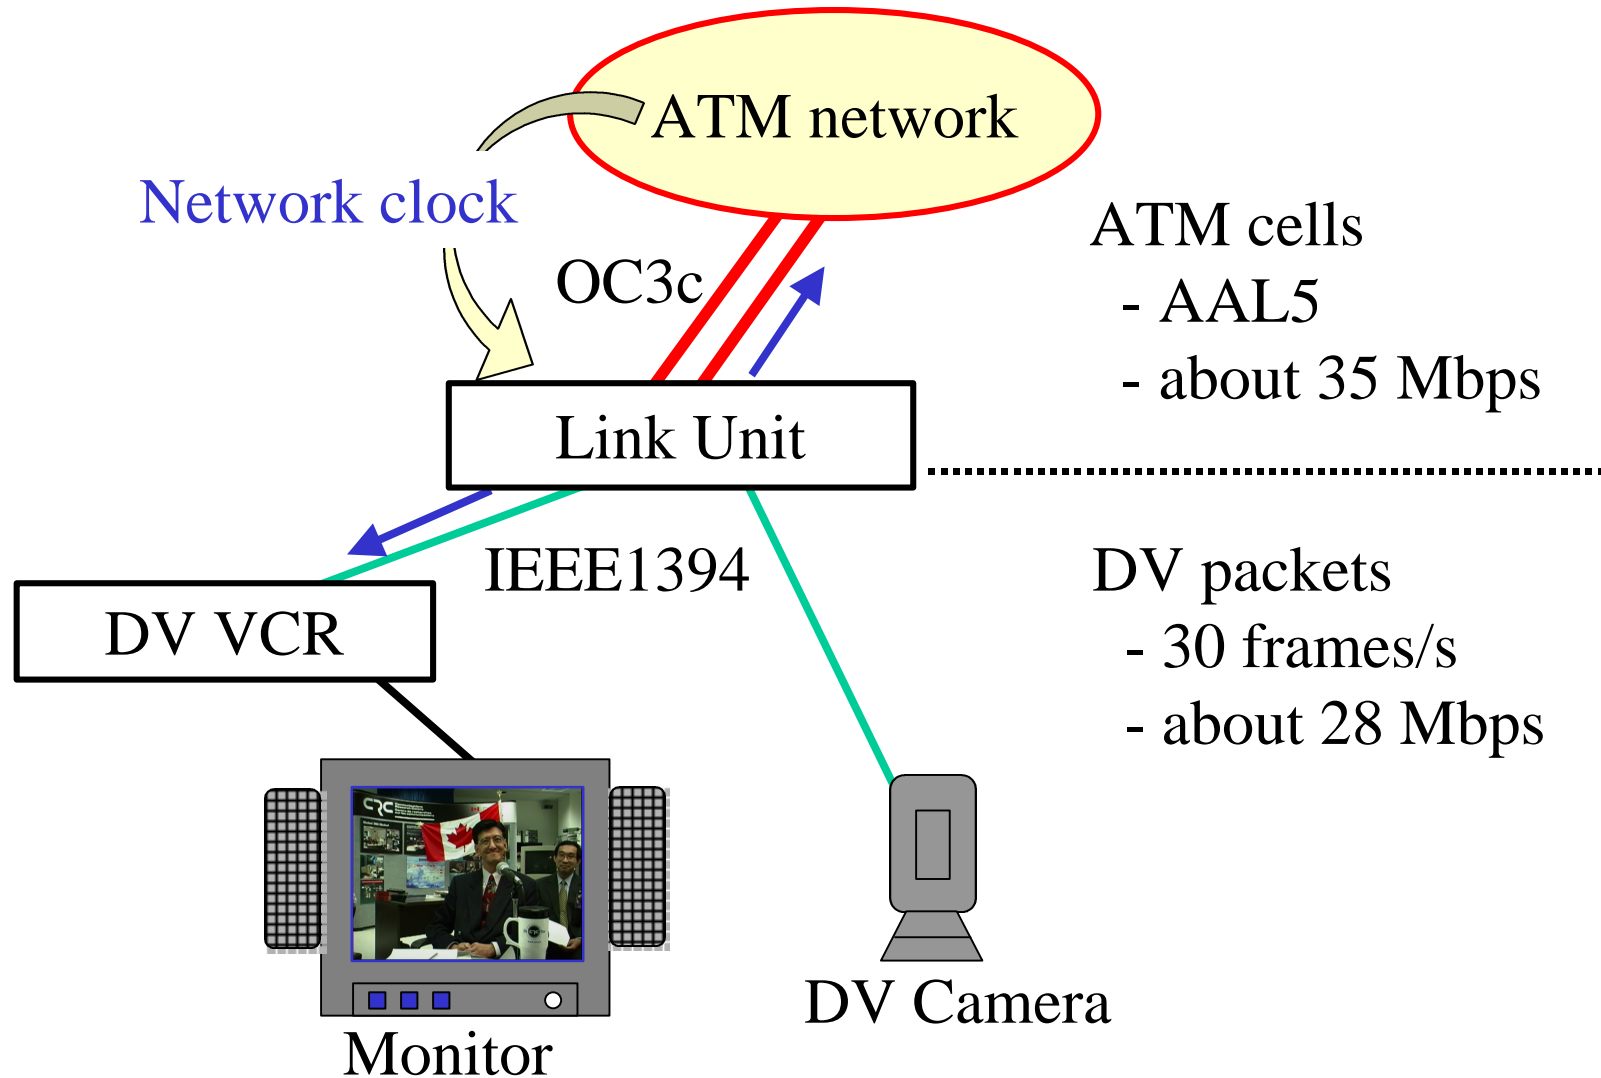 ATM network
Network clock
OC3c
ATM cells
- AAL5
- about 35 Mbps
Link Unit
IEEE1394
DV packets
- 30 frames/s
- about 28 Mbps
DV VCR
CRC
DV Camera
Monitor